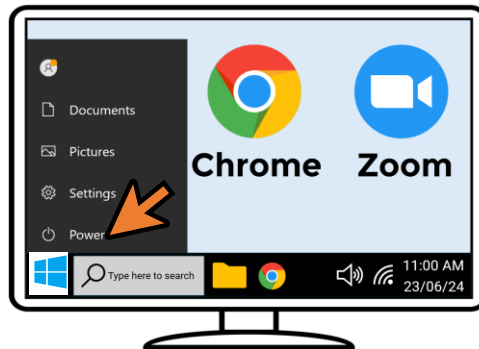 Documents
Pictures
Settings
Power
Chrome
Zoom
Type here to search
11:00 AM
23/06/24